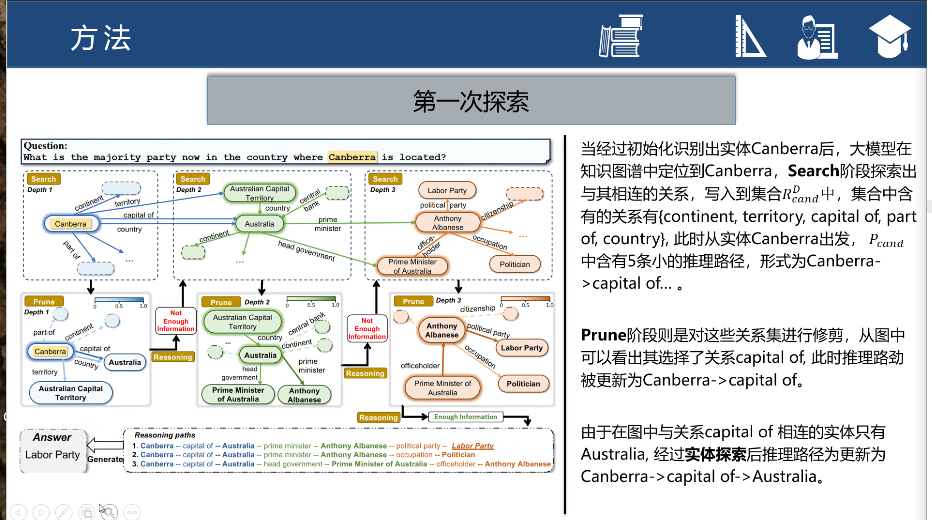 方法
第一次探索
Question:
What is the majority party now in the country where Canberra is located?
Search
Depth 1
continent
territory
Canberra
capital of
country
part of
...
Search
Depth 2
Australian Capital
Territory
country
central
bank
Australia
continent
prime
minister
head government
...
Search
Depth 3
Labor Party
political party
Anthony
Albanese
citizenship
office-
holder
occupation
...
Prime Minister
of Australia
Politician
Prune
Depth 1
0 0.5 1.0
part of
continent
Canberra
capital of
country
Australia
territory
Australian Capital
Territory
Not
Enough
Information
Reasoning
Prune
Depth 2
0 0.5 1.0
Australian Capital
Territory
country
central bank
...
Australia
continent
head
government
prime
minister
Prime Minister
of Australia
Anthony
Albanese
Not
Enough
Information
Reasoning
Prune
Depth 3
0 0.5 1.0
citizenship
Anthony
Albanese
political party
Labor Party
occupation
officeholder
Prime Minister of
Australia
Politician
Reasoning
Enough Information
Answer
Labor Party
Generate
Reasoning paths
1. Canberra -- capital of -- Australia -- prime minister -- Anthony Albanese -- political party -- Labor Party
2. Canberra -- capital of -- Australia -- prime minister -- Anthony Albanese -- occupation -- Politician
3. Canberra -- capital of -- Australia -- head government -- Prime Minister of Australia -- officeholder -- Anthony Albanese
当经过初始化识别出实体Canberra后，大模型在
知识图谱中定位到Canberra，Search阶段探索出
与其相连的关系，写入到集合R_cand^D中，集合中含
有的关系有{continent, territory, capital of, part
of, country}, 此时从实体Canberra出发，P_cand
中含有5条小的推理路径，形式为Canberra-
>capital of... 。
Prune阶段则是对这些关系集进行修剪，从图中
可以看出其选择了关系capital of, 此时推理路劲
被更新为Canberra->capital of。
由于在图中与关系capital of 相连的实体只有
Australia, 经过实体探索后推理路径为更新为
Canberra->capital of->Australia。